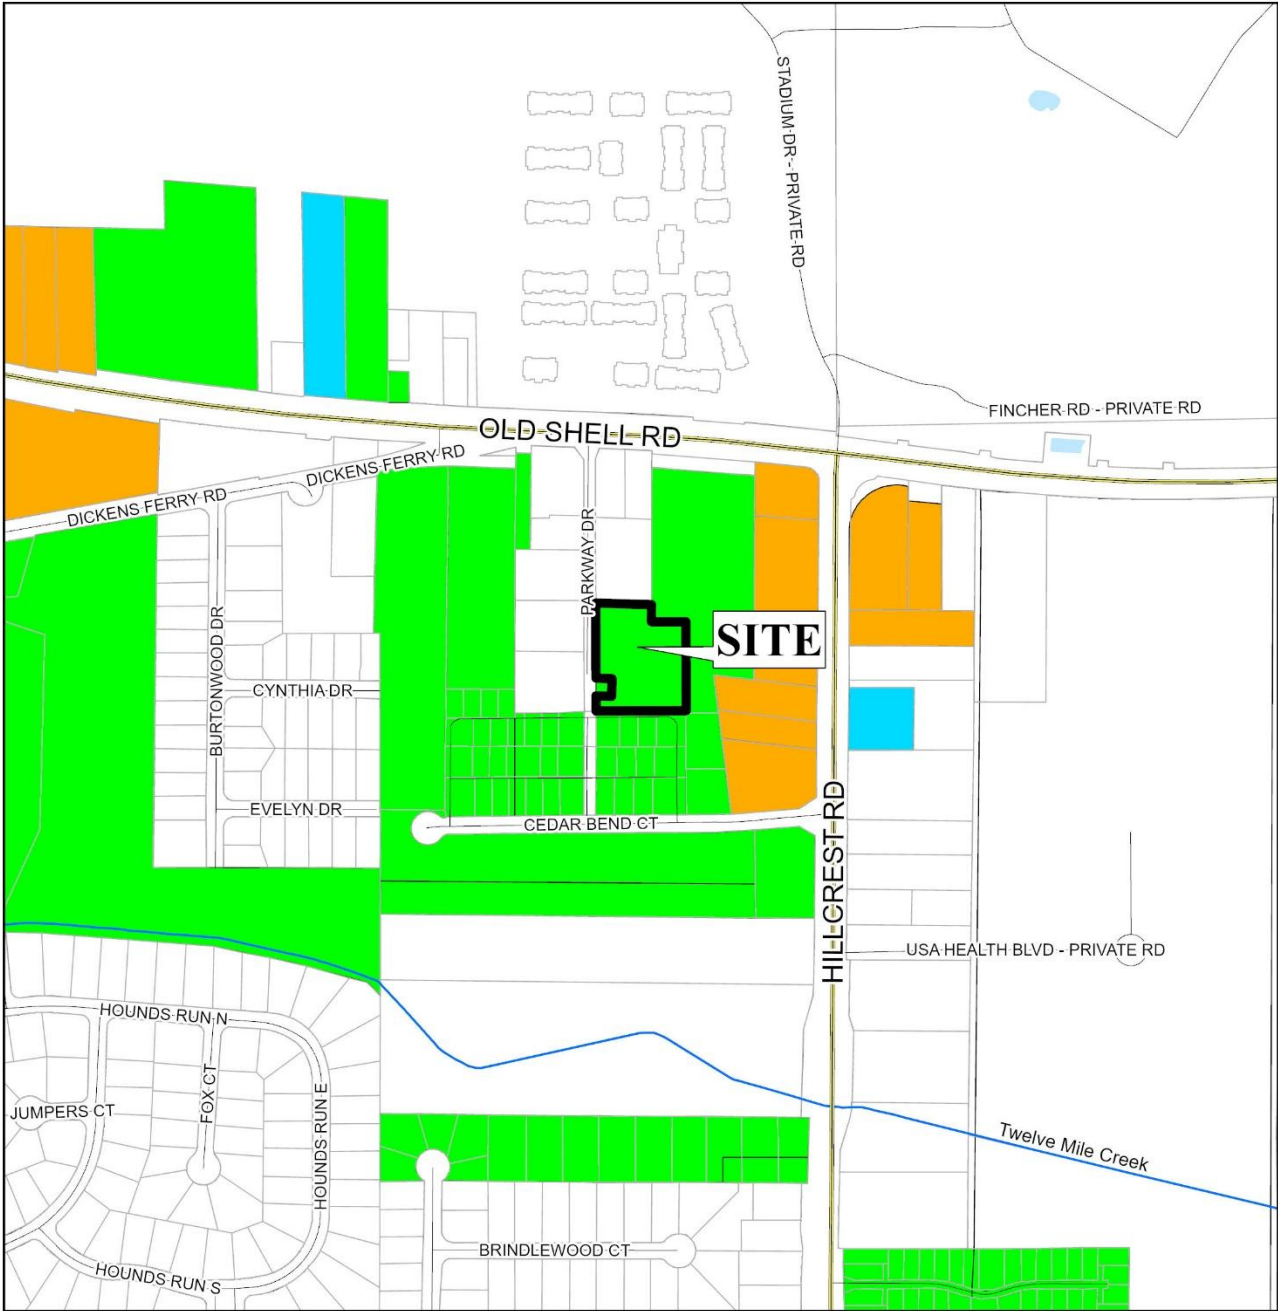 STADIUM DR - PRIVATE RD
FINCHER RD - PRIVATE RD
OLD SHELL RD
DICKENS FERRY RD
DICKENS FERRY RD
PARKWAY DR
SITE
BURTONWOOD DR
CYNTHIA DR
EVELYN DR
CEDAR BEND CT
HILLCREST RD
USA HEALTH BLVD - PRIVATE RD
HOUNDS RUN N
FOX CT
HOUNDS RUN E
JUMPERS CT
Twelve Mile Creek
BRINDLEWOOD CT
HOUNDS RUN S